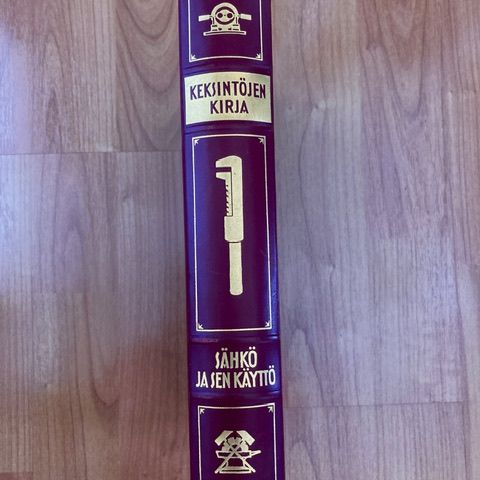 KEKSINTÖJEN
KIRJA
SÄHKÖ
JA SEN KÄYTTÖ